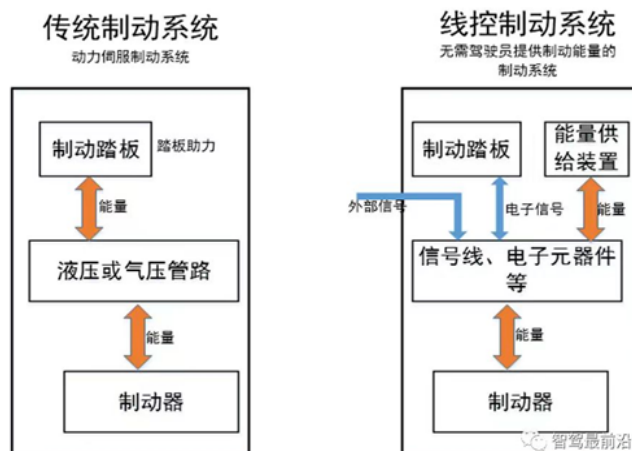 传统制动系统
动力伺服制动系统
制动踏板
踏板助力
能量
液压或气压管路
能量
制动器
线控制动系统
无需驾驶员提供制动能量的
制动系统
制动踏板
能量供
给装置
外部信号
电子信号
能量
信号线、电子元器件
等
能量
制动器
智驾最前沿